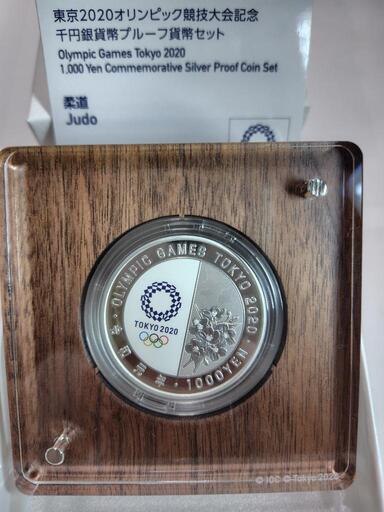 東京2020オリンピック競技大会記念
千円銀貨幣プルーフ貨幣セット
Olympic Games Tokyo 2020
1,000 Yen Commemorative Silver Proof Coin Set
柔道
Judo
OLYMPIC GAMES TOKYO 2020
TOKYO 2020
1000YEN
© IOC © Tokyo 2020